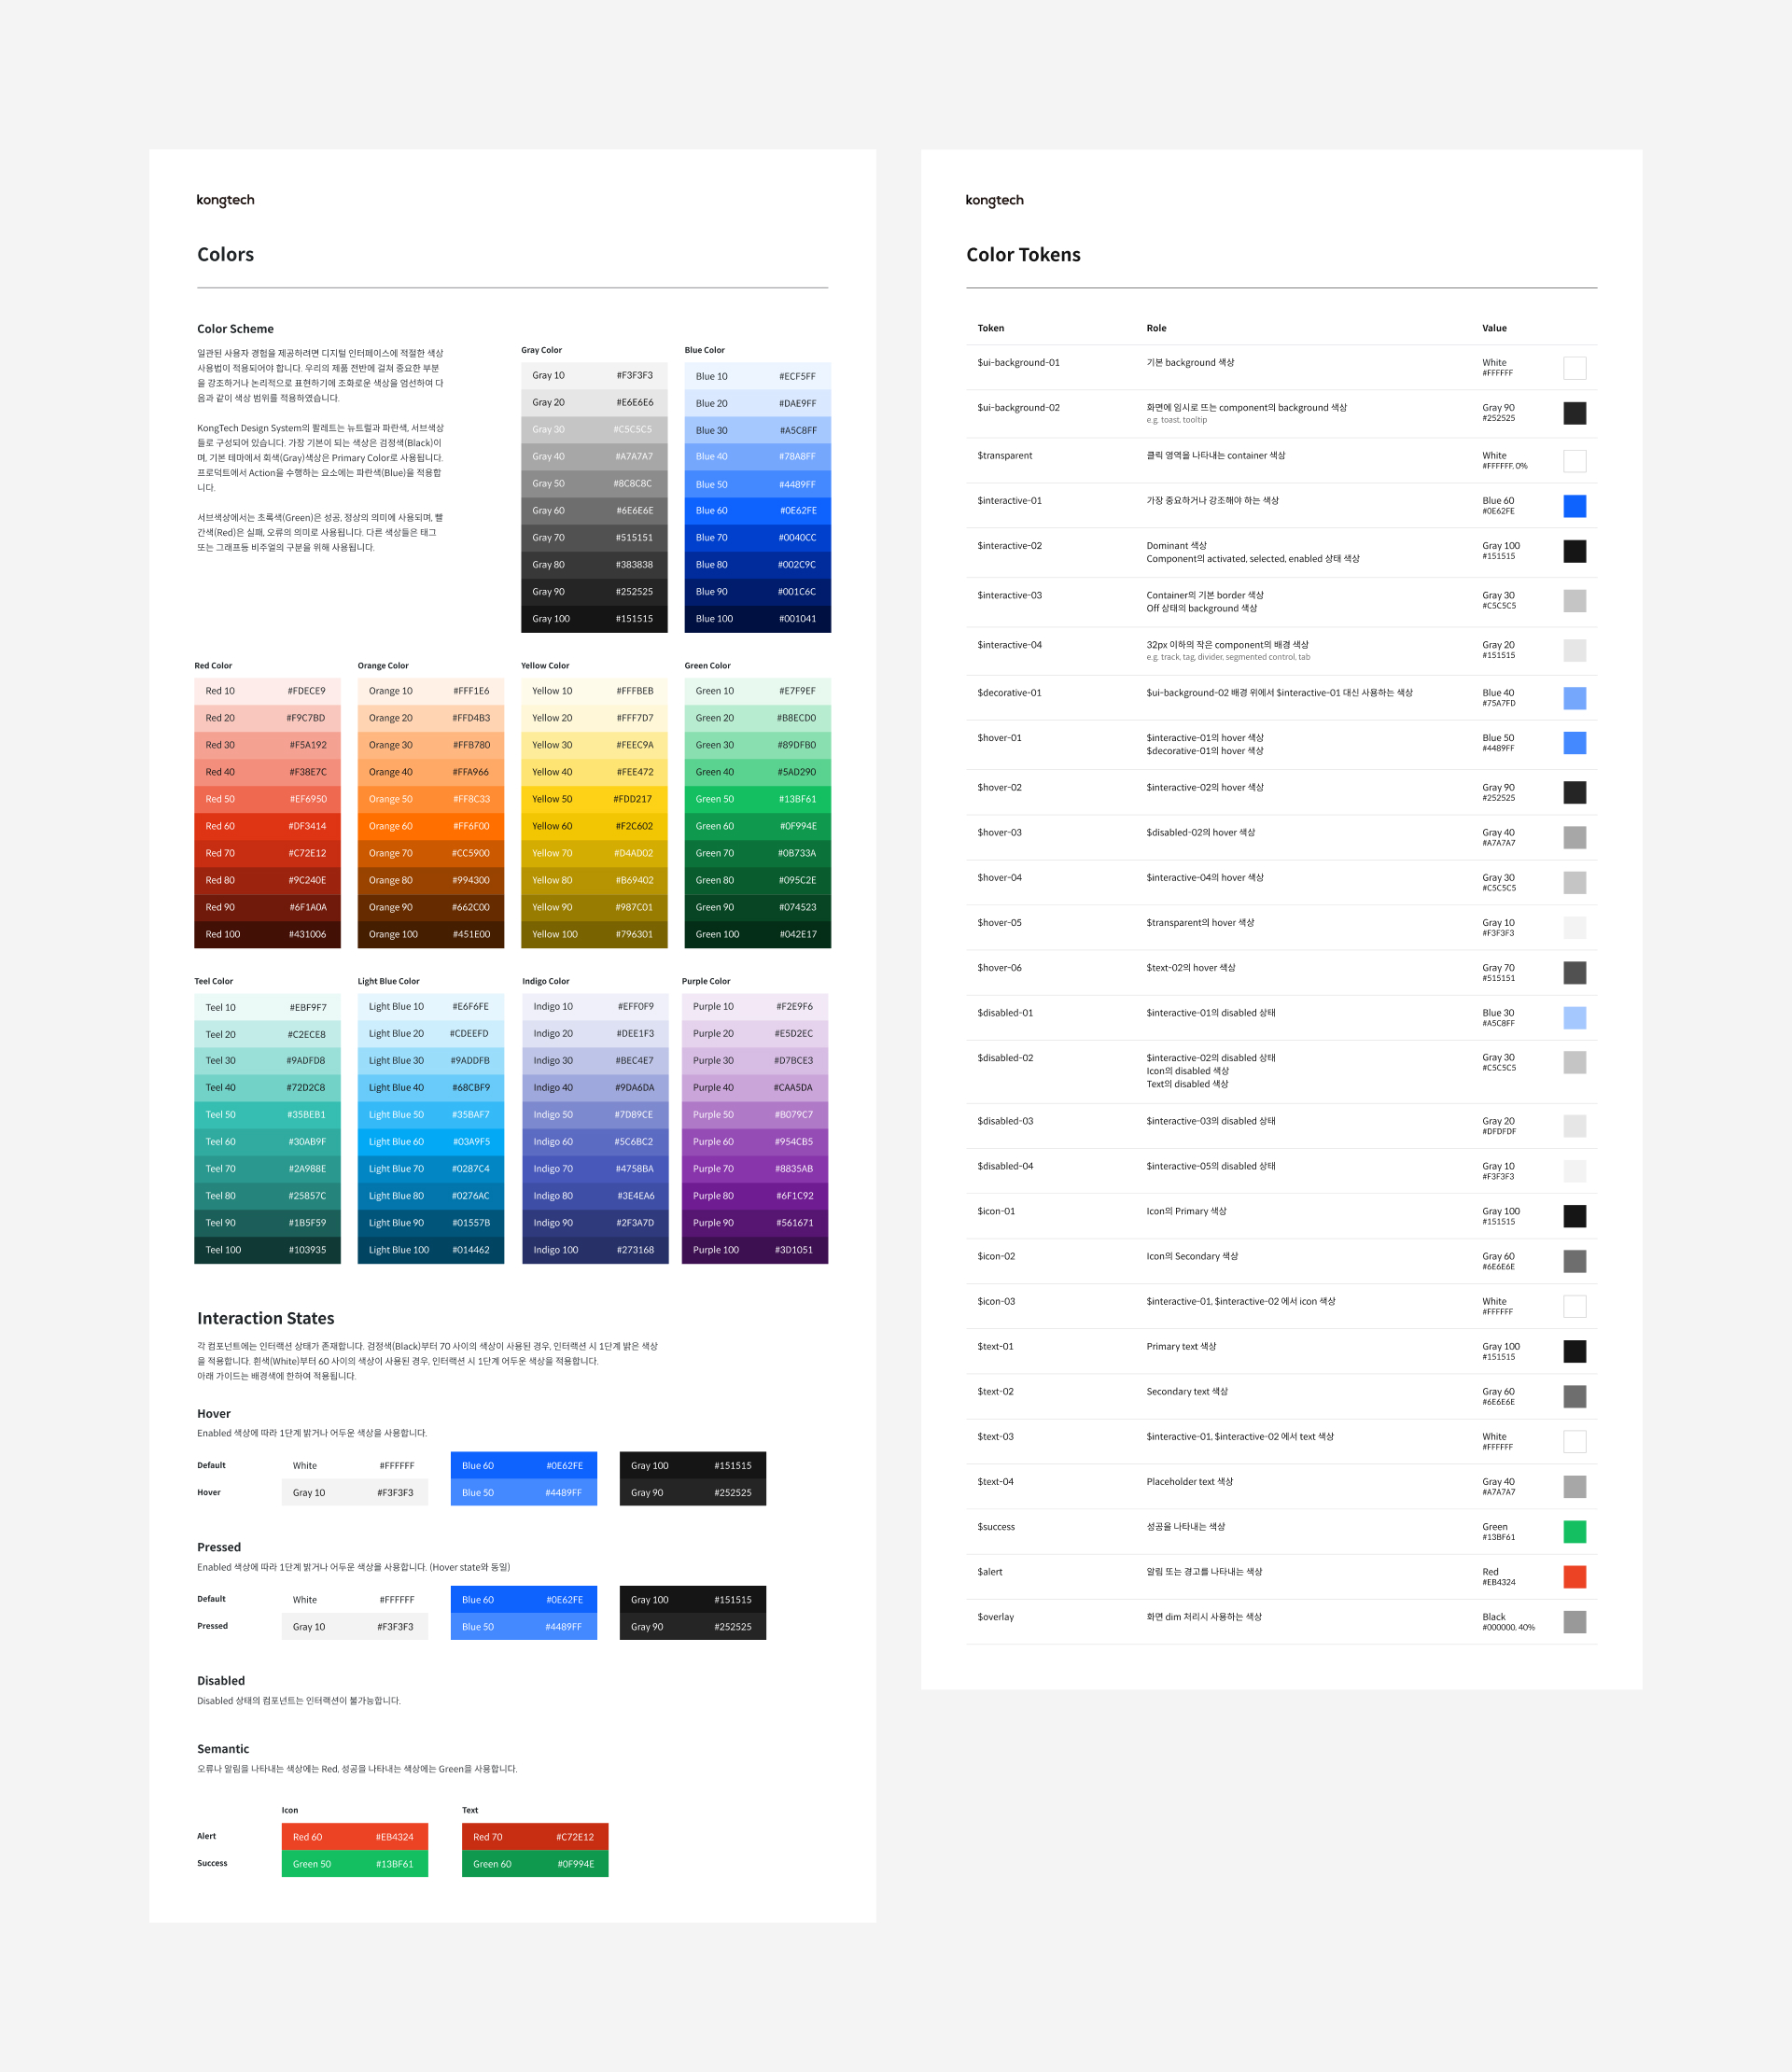 kongtech
Colors
Color Scheme
일관된 사용자 경험을 제공하려면 디지털 인터페이스에 적절한 색상
사용법이 적용되어야 합니다. 우리의 제품 전반에 걸쳐 중요한 부분
을 강조하거나 논리적으로 표현하기에 조화로운 색상을 엄선하여 다
음과 같이 색상 범위를 적용하였습니다.
KongTech Design System의 팔레트는 뉴트럴과 파란색, 서브색상
들로 구성되어 있습니다. 가장 기본이 되는 색상은 검정색(Black)이
며, 기본 테마에서 회색(Gray)색상은 Primary Color로 사용됩니다.
프로덕트에서 Action을 수행하는 요소에는 파란색(Blue)을 적용합
니다.
서브색상에서는 초록색(Green)은 성공, 정상의 의미에 사용되며, 빨
간색(Red)은 실패, 오류의 의미로 사용됩니다. 다른 색상들은 태그
또는 그래프등 비주얼의 구분을 위해 사용됩니다.
Gray Color
Gray 10 #F3F3F3
Gray 20 #E6E6E6
Gray 30 #C5C5C5
Gray 40 #A7A7A7
Gray 50 #8C8C8C
Gray 60 #6E6E6E
Gray 70 #515151
Gray 80 #383838
Gray 90 #252525
Gray 100 #151515
Blue Color
Blue 10 #ECF5FF
Blue 20 #DAE9FF
Blue 30 #A5C8FF
Blue 40 #78A8FF
Blue 50 #4489FF
Blue 60 #0E62FE
Blue 70 #0040CC
Blue 80 #002C9C
Blue 90 #001C6C
Blue 100 #001041
Red Color
Red 10 #FDECE9
Red 20 #F9C7BD
Red 30 #F5A192
Red 40 #F38E7C
Red 50 #EF6950
Red 60 #DF3414
Red 70 #C72E12
Red 80 #9C240E
Red 90 #6F1A0A
Red 100 #431006
Orange Color
Orange 10 #FFF1E6
Orange 20 #FFD4B3
Orange 30 #FFB780
Orange 40 #FFA966
Orange 50 #FF8C33
Orange 60 #FF6F00
Orange 70 #CC5900
Orange 80 #994300
Orange 90 #662C00
Orange 100 #451E00
Yellow Color
Yellow 10 #FFFBEB
Yellow 20 #FFF7D7
Yellow 30 #FEEC9A
Yellow 40 #FEE472
Yellow 50 #FDD217
Yellow 60 #F2C602
Yellow 70 #D4AD02
Yellow 80 #B69402
Yellow 90 #987C01
Yellow 100 #796301
Green Color
Green 10 #E7F9EF
Green 20 #B8ECD0
Green 30 #89DFB0
Green 40 #5AD290
Green 50 #13BF61
Green 60 #0F994E
Green 70 #0B733A
Green 80 #095C2E
Green 90 #074523
Green 100 #042E17
Teel Color
Teel 10 #EBF9F7
Teel 20 #C2ECE8
Teel 30 #9ADFD8
Teel 40 #72D2C8
Teel 50 #35BEB1
Teel 60 #30AB9F
Teel 70 #2A988E
Teel 80 #25857C
Teel 90 #1B5F59
Teel 100 #103935
Light Blue Color
Light Blue 10 #E6F6FE
Light Blue 20 #CDEEFD
Light Blue 30 #9ADDFB
Light Blue 40 #68CBF9
Light Blue 50 #35BAF7
Light Blue 60 #03A9F5
Light Blue 70 #0287C4
Light Blue 80 #0276AC
Light Blue 90 #01557B
Light Blue 100 #014462
Indigo Color
Indigo 10 #EFF0F9
Indigo 20 #DEE1F3
Indigo 30 #BEC4E7
Indigo 40 #9DA6DA
Indigo 50 #7D89CE
Indigo 60 #5C6BC2
Indigo 70 #4758BA
Indigo 80 #3E4EA6
Indigo 90 #2F3A7D
Indigo 100 #273168
Purple Color
Purple 10 #F2E9F6
Purple 20 #E5D2EC
Purple 30 #D7BCE3
Purple 40 #CAA5DA
Purple 50 #B079C7
Purple 60 #954CB5
Purple 70 #8835AB
Purple 80 #6F1C92
Purple 90 #561671
Purple 100 #3D1051
Interaction States
각 컴포넌트에는 인터랙션 상태가 존재합니다. 검정색(Black)부터 70 사이의 색상이 사용된 경우, 인터랙션 시 1단계 밝은 색상
을 적용합니다. 흰색(White)부터 60 사이의 색상이 사용된 경우, 인터랙션 시 1단계 어두운 색상을 적용합니다.
아래 가이드는 배경색에 한하여 적용됩니다.
Hover
Enabled 색상에 따라 1단계 밝거나 어두운 색상을 사용합니다.
Default White #FFFFFF Blue 60 #0E62FE Gray 100 #151515
Hover Gray 10 #F3F3F3 Blue 50 #4489FF Gray 90 #252525
Pressed
Enabled 색상에 따라 1단계 밝거나 어두운 색상을 사용합니다. (Hover state와 동일)
Default White #FFFFFF Blue 60 #0E62FE Gray 100 #151515
Pressed Gray 10 #F3F3F3 Blue 50 #4489FF Gray 90 #252525
Disabled
Disabled 상태의 컴포넌트는 인터랙션이 불가능합니다.
Semantic
오류나 알림을 나타내는 색상에는 Red, 성공을 나타내는 색상에는 Green을 사용합니다.
Icon Text
Alert Red 60 #EB4324 Red 70 #C72E12
Success Green 50 #13BF61 Green 60 #0F994E
kongtech
Color Tokens
Token Role Value
$ui-background-01 기본 background 색상 White
#FFFFFF
$ui-background-02 화면에 임시로 뜨는 component의 background 색상 Gray 90
e.g. toast, tooltip #252525
$transparent 클릭 영역을 나타내는 container 색상 White
#FFFFFF, 0%
$interactive-01 가장 중요하거나 강조해야 하는 색상 Blue 60
#0E62FE
$interactive-02 Dominant 색상 Gray 100
Component의 activated, selected, enabled 상태 색상 #151515
$interactive-03 Container의 기본 border 색상 Gray 30
Off 상태의 background 색상 #C5C5C5
$interactive-04 32px 이하의 작은 component의 배경 색상 Gray 20
e.g. track, tag, divider, segmented control, tab #151515
$decorative-01 $ui-background-02 배경 위에서 $interactive-01 대신 사용하는 색상 Blue 40
#75A7FD
$hover-01 $interactive-01의 hover 색상 Blue 50
$decorative-01의 hover 색상 #4489FF
$hover-02 $interactive-02의 hover 색상 Gray 90
#252525
$hover-03 $disabled-02의 hover 색상 Gray 40
#A7A7A7
$hover-04 $interactive-04의 hover 색상 Gray 30
#C5C5C5
$hover-05 $transparent의 hover 색상 Gray 10
#F3F3F3
$hover-06 $text-02의 hover 색상 Gray 70
#515151
$disabled-01 $interactive-01의 disabled 상태 Blue 30
#A5C8FF
$disabled-02 $interactive-02의 disabled 상태 Gray 30
Icon의 disabled 색상 #C5C5C5
Text의 disabled 색상
$disabled-03 $interactive-03의 disabled 상태 Gray 20
#DFDFDF
$disabled-04 $interactive-05의 disabled 상태 Gray 10
#F3F3F3
$icon-01 Icon의 Primary 색상 Gray 100
#151515
$icon-02 Icon의 Secondary 색상 Gray 60
#6E6E6E
$icon-03 $interactive-01, $interactive-02 에서 icon 색상 White
#FFFFFF
$text-01 Primary text 색상 Gray 100
#151515
$text-02 Secondary text 색상 Gray 60
#6E6E6E
$text-03 $interactive-01, $interactive-02 에서 text 색상 White
#FFFFFF
$text-04 Placeholder text 색상 Gray 40
#A7A7A7
$success 성공을 나타내는 색상 Green
#13BF61
$alert 알림 또는 경고를 나타내는 색상 Red
#EB4324
$overlay 화면 dim 처리시 사용하는 색상 Black
#000000, 40%